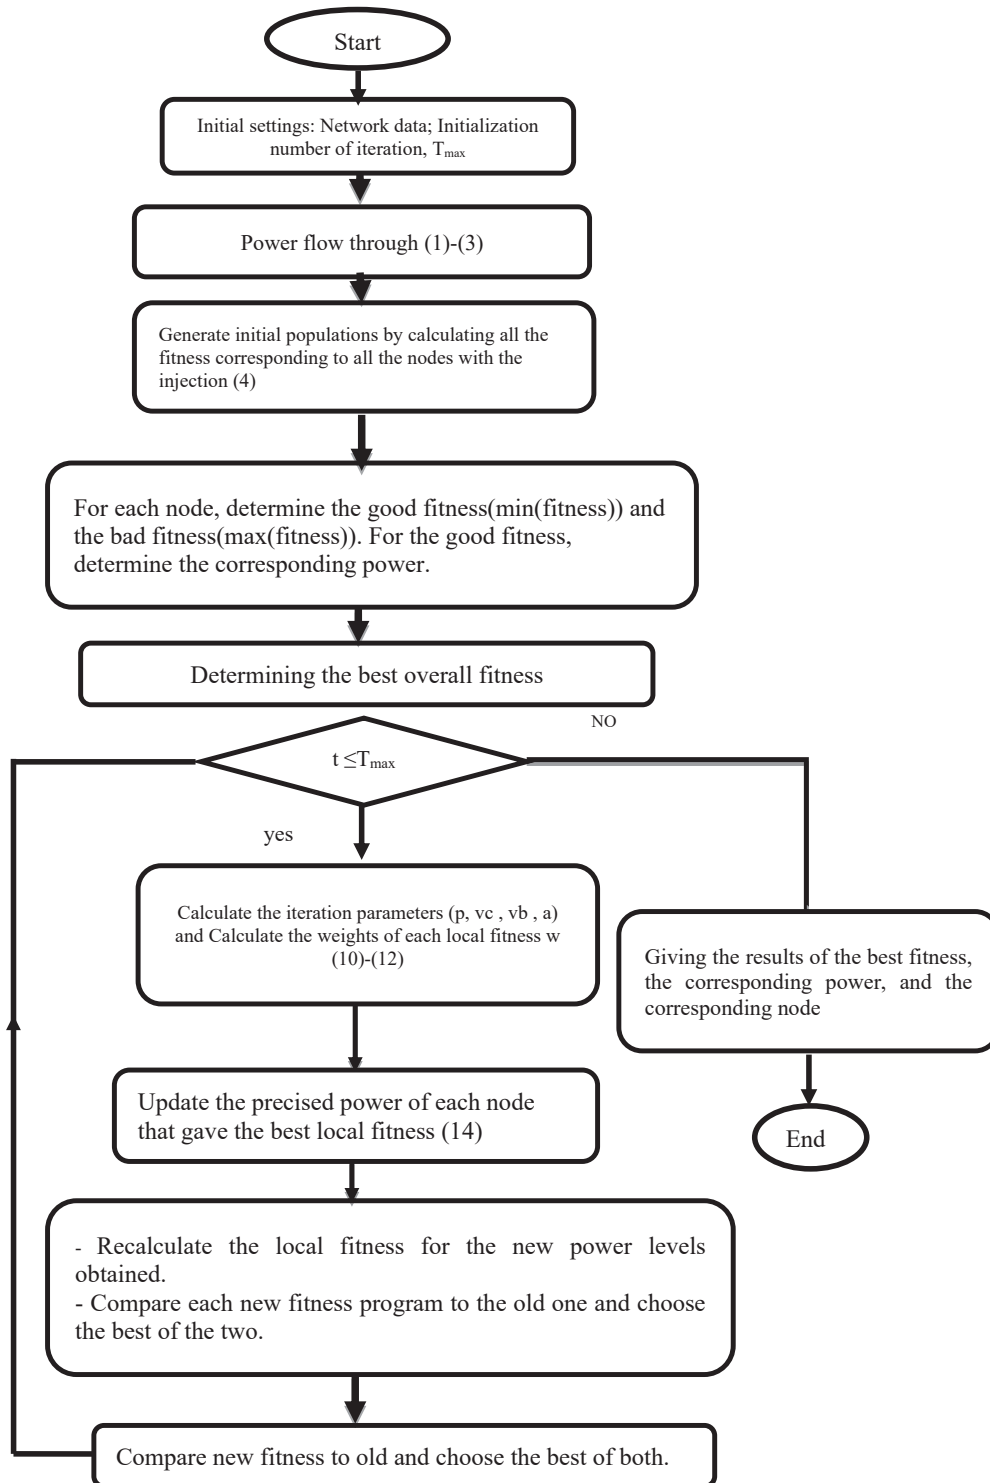 Start
Initial settings: Network data; Initialization
number of iteration, Tmax
Power flow through (1)-(3)
Generate initial populations by calculating all the
fitness corresponding to all the nodes with the
injection (4)
For each node, determine the good fitness(min(fitness)) and
the bad fitness(max(fitness)). For the good fitness,
determine the corresponding power.
Determining the best overall fitness
NO
t ≤Tmax
yes
Calculate the iteration parameters (p, vc , vb , a)
and Calculate the weights of each local fitness w
(10)-(12)
Giving the results of the best fitness,
the corresponding power, and the
corresponding node
Update the precised power of each node
that gave the best local fitness (14)
End
- Recalculate the local fitness for the new power levels
obtained.
- Compare each new fitness program to the old one and choose
the best of the two.
Compare new fitness to old and choose the best of both.